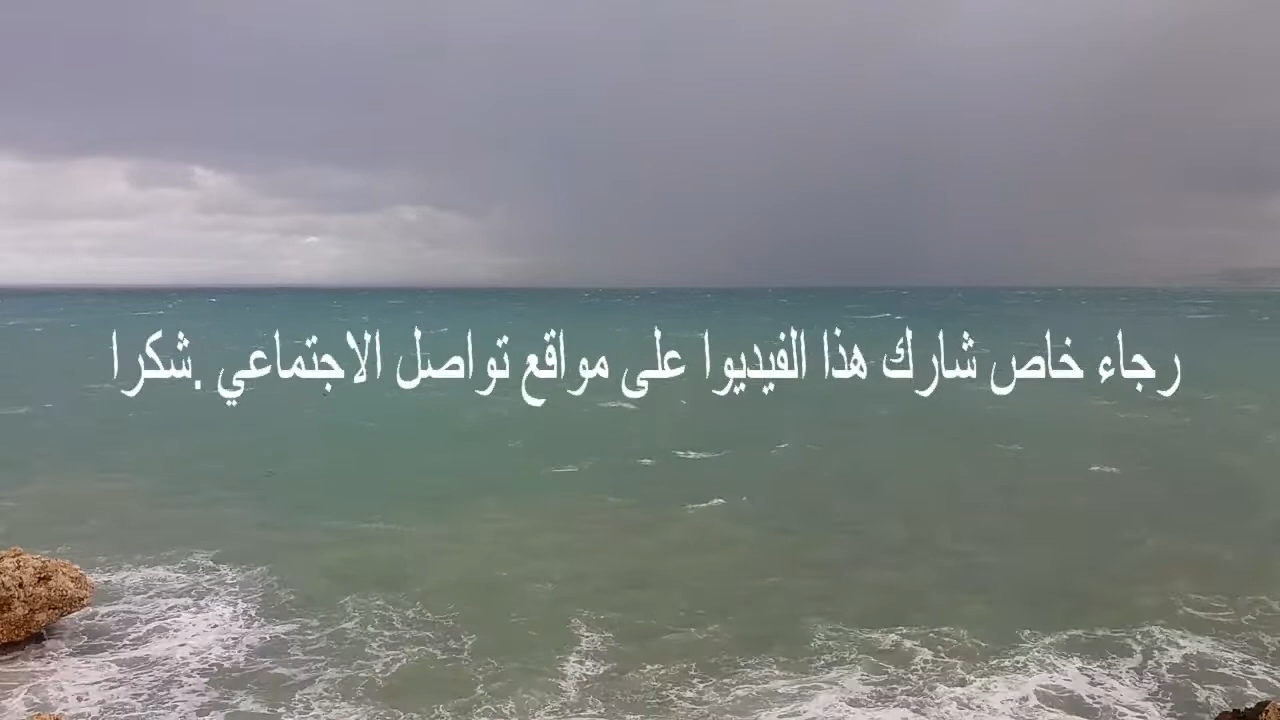 رجاء خاص شارك هذا الفيديوا على مواقع تواصل الاجتماعي .شكرا